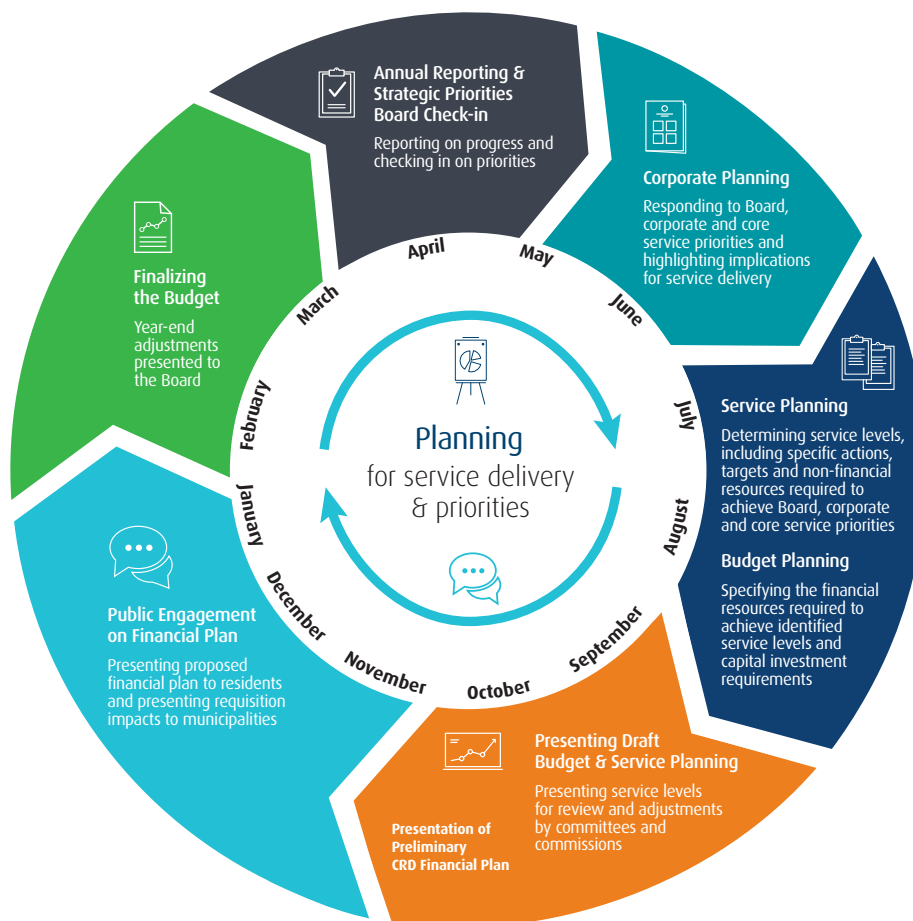 Annual Reporting &
Strategic Priorities
Board Check-in
Reporting on progress and
checking in on priorities
Corporate Planning
Responding to Board,
corporate and core
service priorities and
highlighting implications
for service delivery
Service Planning
Determining service levels,
including specific actions,
targets and non-financial
resources required to
achieve Board, corporate
and core service priorities
Budget Planning
Specifying the financial
resources required to
achieve identified
service levels and
capital investment
requirements
Presenting Draft
Budget & Service Planning
Presenting service levels
for review and adjustments
by committees and
commissions
Presentation of
Preliminary
CRD Financial Plan
Public Engagement
on Financial Plan
Presenting proposed
financial plan to residents
and presenting requisition
impacts to municipalities
Finalizing
the Budget
Year-end
adjustments
presented to
the Board
January
February
March
April
May
June
July
August
September
October
November
December
Planning
for service delivery
& priorities